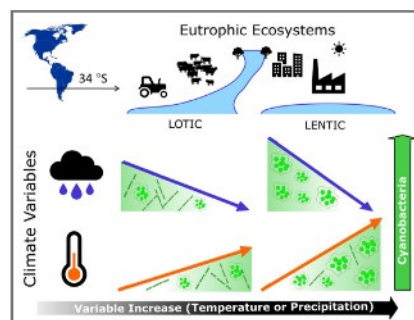 Eutrophic Ecosystems
34 °S
LOTIC
LENTIC
Climate Variables
Cyanobacteria
Variable Increase (Temperature or Precipitation)